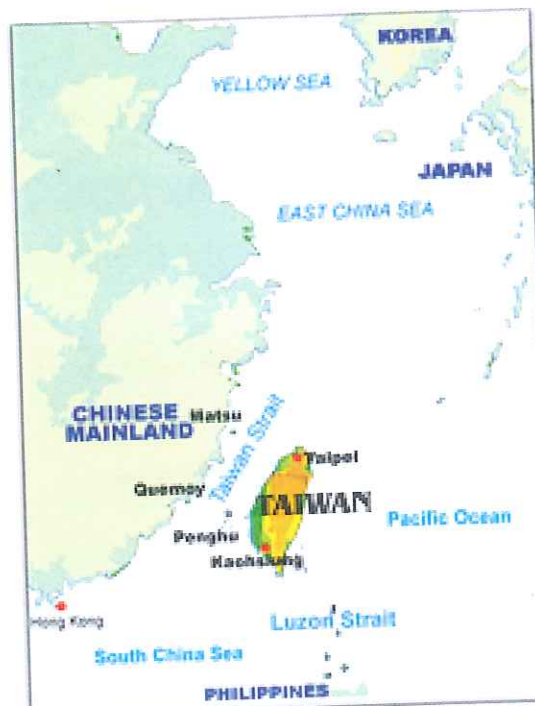 KOREA
YELLOW SEA
JAPAN
EAST CHINA SEA
CHINESE
MAINLAND
Matsu
Taiwan Strait
Taipei
Quemoy
TAIWAN
Pacific Ocean
Penghu
Kaohsiung
Hong Kong
Luzon Strait
South China Sea
PHILIPPINES